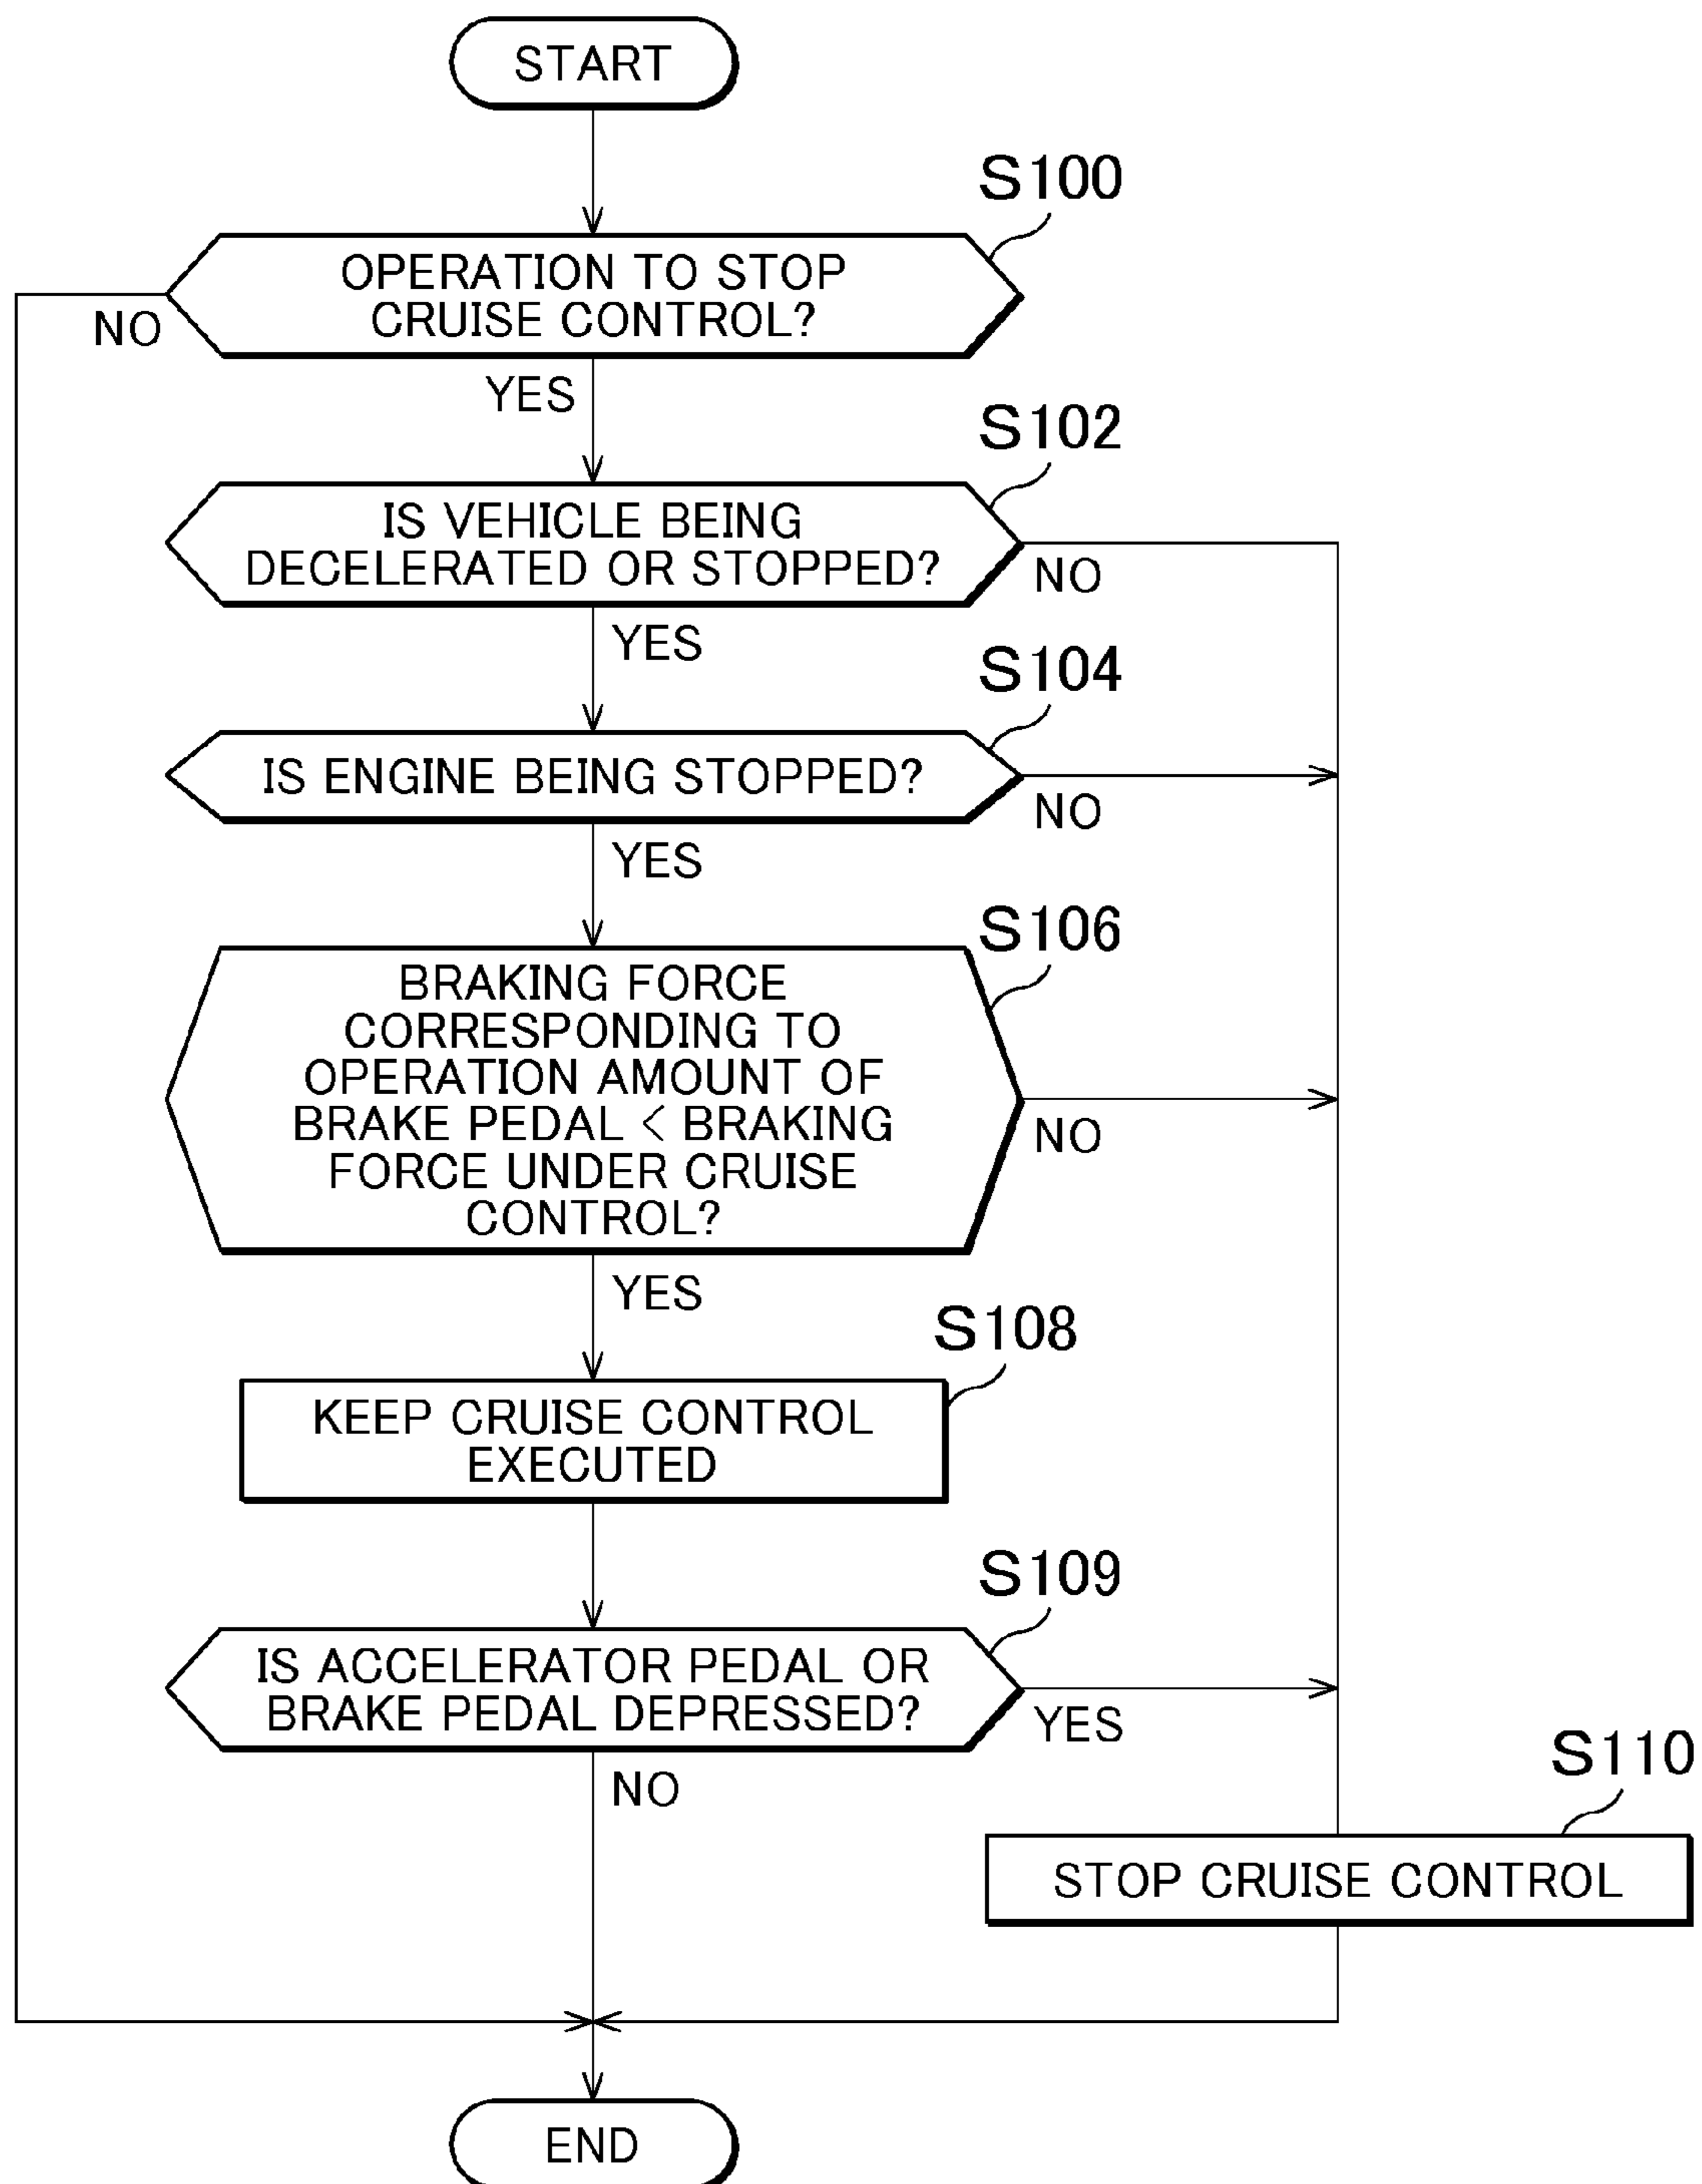 START
S100
OPERATION TO STOP
CRUISE CONTROL?
NO
YES
S102
IS VEHICLE BEING
DECELERATED OR STOPPED?
NO
YES
S104
IS ENGINE BEING STOPPED?
NO
YES
S106
BRAKING FORCE
CORRESPONDING TO
OPERATION AMOUNT OF
BRAKE PEDAL < BRAKING
FORCE UNDER CRUISE
CONTROL?
NO
YES
S108
KEEP CRUISE CONTROL
EXECUTED
S109
IS ACCELERATOR PEDAL OR
BRAKE PEDAL DEPRESSED?
YES
NO
S110
STOP CRUISE CONTROL
END